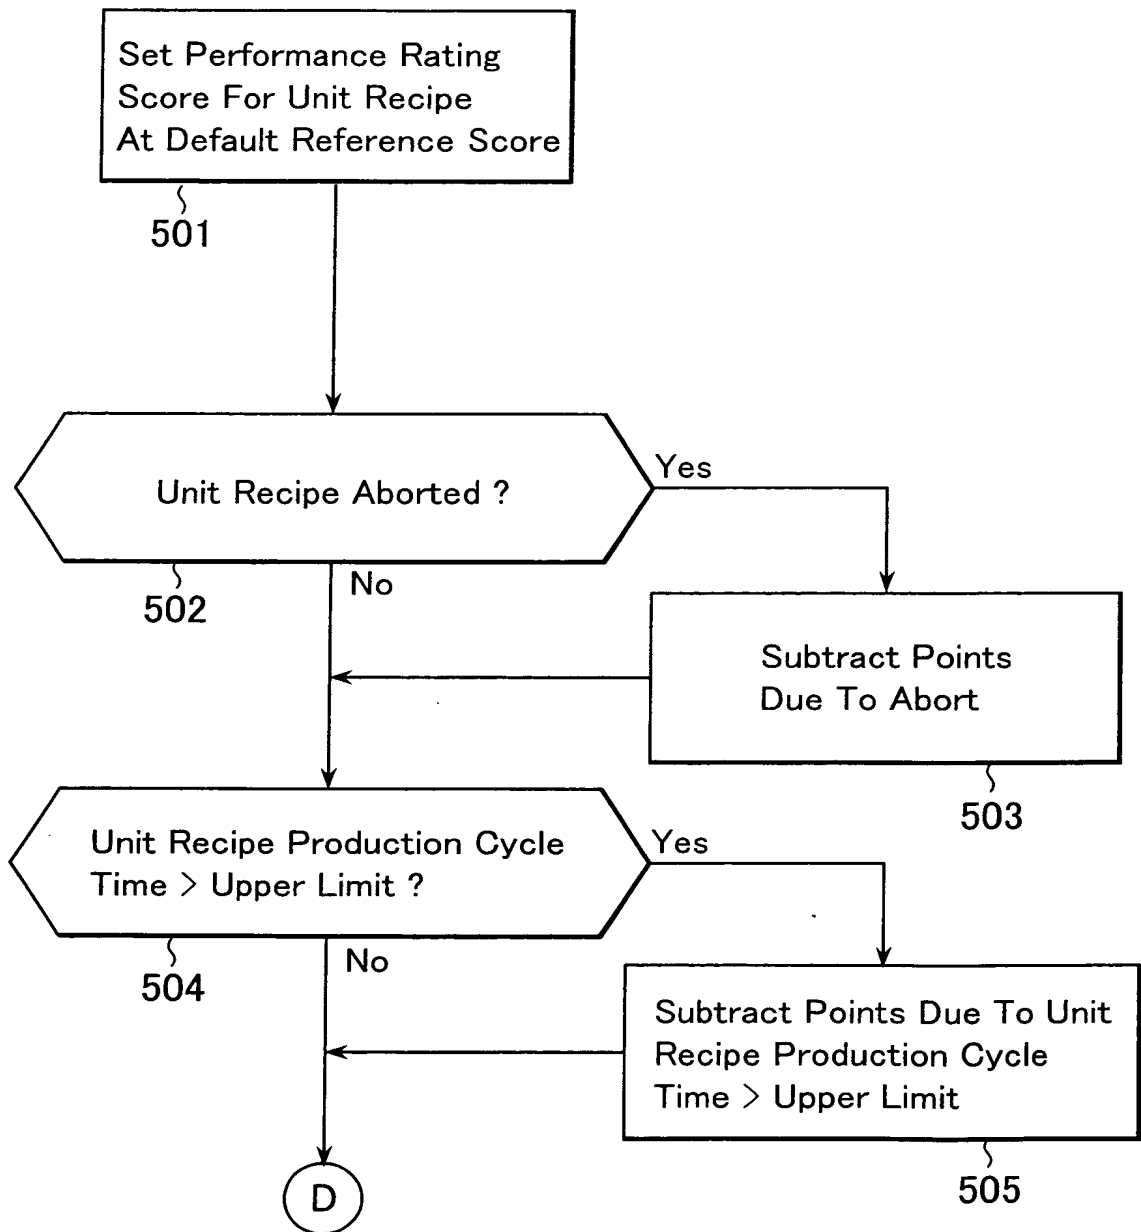 Set Performance Rating
Score For Unit Recipe
At Default Reference Score
501
Unit Recipe Aborted ?
Yes
No
502
Subtract Points
Due To Abort
503
Unit Recipe Production Cycle
Time > Upper Limit ?
Yes
No
504
Subtract Points Due To Unit
Recipe Production Cycle
Time > Upper Limit
505
D